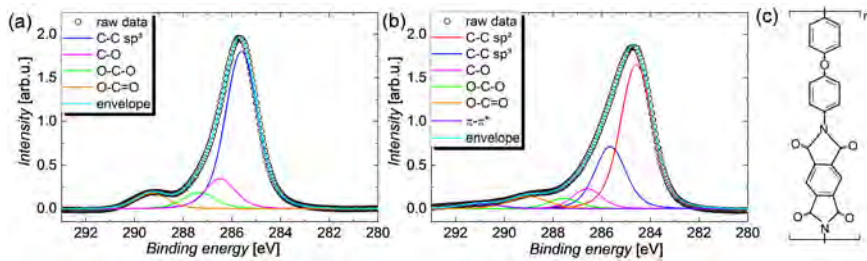 (a)
raw data
C-C sp³
C-O
O-C-O
O-C=O
envelope
Intensity [arb.u.]
2.0
1.5
1.0
0.5
0.0
292 290 288 286 284 282 280
Binding energy [eV]
(b)
raw data
C-C sp²
C-C sp³
C-O
O-C-O
O-C=O
π-π*
envelope
Intensity [arb.u.]
2.0
1.5
1.0
0.5
0.0
292 290 288 286 284 282 280
Binding energy [eV]
(c)
O
N
O O
O O
N